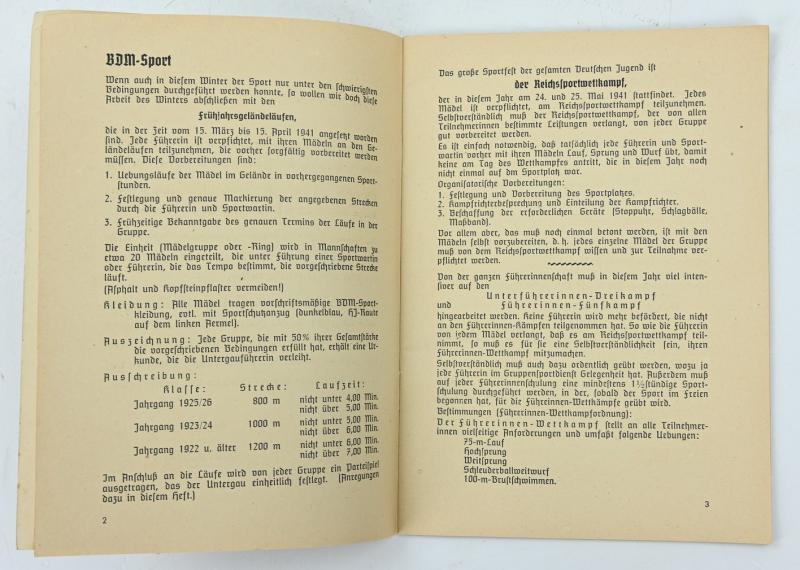 BDM-Sport
Wenn auch in diesem Winter der Sport nur unter den schwierigsten
Bedingungen durchgeführt werden konnte, so wollen wir doch diese
Arbeit des Winters abschließen mit den
Frühjahrsgeländeläufen,
die in der Zeit vom 15. März bis 15. April 1941 angesetzt worden
sind. Jede Führerin ist verpflichtet, mit ihren Mädeln an den Ge-
ländeläufen teilzunehmen, die vorher sorgfältig vorbereitet werden
müssen. Diese Vorbereitungen sind:
1. Uebungsläufe der Mädel im Gelände in vorhergegangenen Sport-
stunden.
2. Festlegung und genaue Markierung der angegebenen Strecken
durch die Führerin und Sportwartin.
3. Frühzeitige Bekanntgabe des genauen Termins der Läufe in der
Gruppe.
Die Einheit (Mädelgruppe oder -Ring) wird in Mannschaften zu
etwa 20 Mädeln eingeteilt, die unter Führung einer Sportwartin
oder Führerin, die das Tempo bestimmt, die vorgeschriebene Strecke
läuft.
(Asphalt und Kopfsteinpflaster vermeiden!)
Kleidung: Alle Mädel tragen vorschriftsmäßige BDM-Sport-
kleidung, evtl. mit Sportschutzanzug (dunkelblau, HJ-Raute
auf dem linken Aermel).
Auszeichnung: Jede Gruppe, die mit 50% ihrer Gesamtstärke
die vorgeschriebenen Bedingungen erfüllt hat, erhält eine Ur-
kunde, die die Untergauführerin verleiht.
Ausschreibung:
Klasse: Strecke: Laufzeit:
Jahrgang 1925/26 800 m nicht unter 4,00 Min.
nicht über 5,00 Min.
Jahrgang 1923/24 1000 m nicht unter 5,00 Min.
nicht über 6,00 Min.
Jahrgang 1922 u. älter 1200 m nicht unter 6,00 Min.
nicht über 7,00 Min.
Im Anschluß an die Läufe wird von jeder Gruppe ein Parteispiel
ausgetragen, das der Untergau einheitlich festlegt. (Anregungen
dazu in diesem Heft.)
2
Das große Sportfest der gesamten Deutschen Jugend ist
der Reichssportwettkampf,
der in diesem Jahr am 24. und 25. Mai 1941 stattfindet. Jedes
Mädel ist verpflichtet, am Reichssportwettkampf teilzunehmen.
Selbstverständlich muß der Reichssportwettkampf, der von allen
Teilnehmerinnen bestimmte Leistungen verlangt, von jeder Gruppe
gut vorbereitet werden.
Es ist einfach notwendig, daß tatsächlich jede Führerin und Sport-
wartin vorher mit ihren Mädeln Lauf, Sprung und Wurf übt, damit
keine am Tag des Wettkampfes antritt, die in diesem Jahr noch
nicht einmal auf dm Sportplatz war.
Organisatorische Vorbereitungen:
1. Festlegung und Vorbereitung des Sportplatzes.
2. Kampfrichterbesprechung und Einteilung der Kampfrichter.
3. Beschaffung der erforderlichen Geräte (Stoppuhr, Schlagbälle,
Maßband).
Vor allem aber, das muß noch einmal betont werden, ist mit den
Mädeln selbst vorzubereiten, d. h. jedes einzelne Mädel der Gruppe
muß von dem Reichssportwettkampf wissen und zur Teilnahme ver-
pflichtet werden.
Von der ganzen Führerinnenschaft muß in diesem Jahr viel inten-
siver auf den
Unterführerinnen-Dreikampf
und Führerinnen-Fünfkampf
hingearbeitet werden. Keine Führerin wird mehr befördert, die nicht
an den Führerinnen-Kämpfen teilgenommen hat. So wie die Führerin
von jedem Mädel verlangt, daß es am Reichssportwettkampf teil-
nimmt, so muß es für sie eine Selbstverständlichkeit sein, ihren
Führerinnen-Wettkampf mitzumachen.
Selbstverständlich muß auch dazu ordentlich geübt werden, wozu ja
jede Führerin im Gruppensportdienst Gelegenheit hat. Außerdem muß
auf jeder Führerinnenschulung eine mindestens 1½stündige Sport-
schulung durchgeführt werden, in der, sobald der Sport im Freien
begonnen hat, für die Führerinnen-Wettkämpfe geübt wird.
Bestimmungen (Führerinnen-Wettkampfordnung):
Der Führerinnen-Wettkampf stellt an alle Teilnehmer-
innen vielseitige Anforderungen und umfaßt folgende Uebungen:
75-m-Lauf
Hochsprung
Weitsprung
Schleuderballweitwurf
100-m-Brustschwimmen.
3